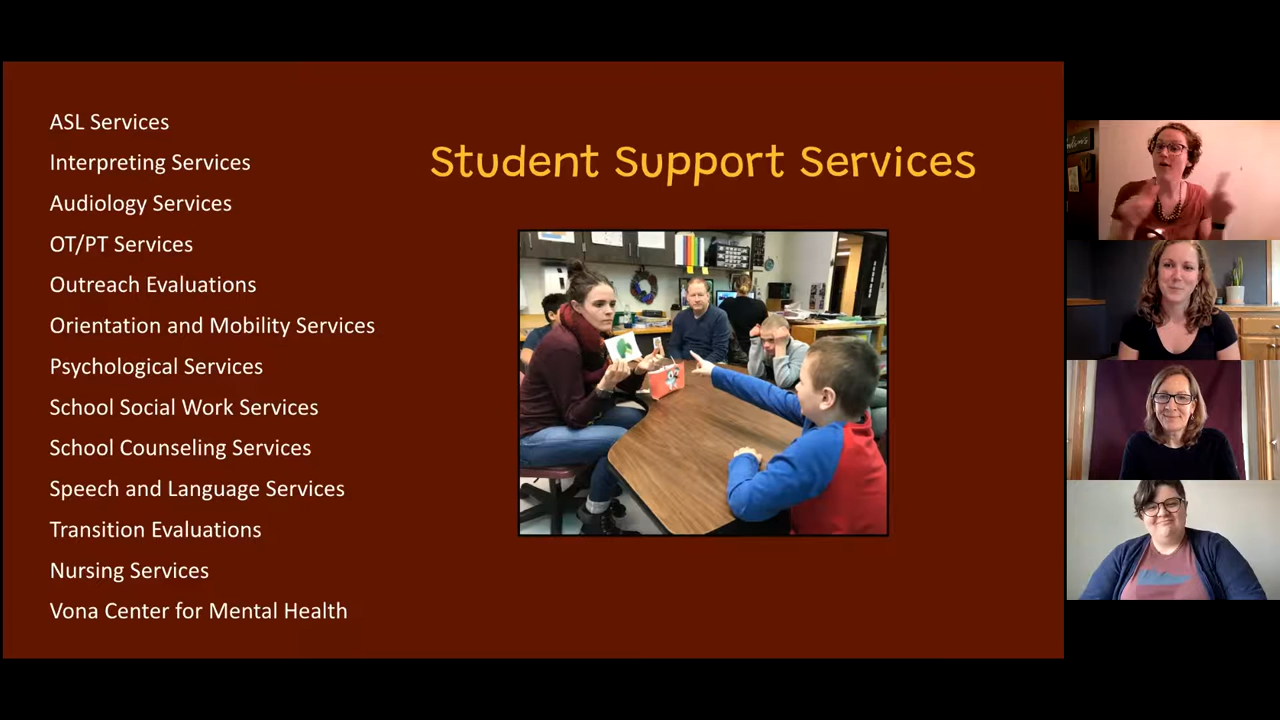 ASL Services
Interpreting Services
Audiology Services
OT/PT Services
Outreach Evaluations
Orientation and Mobility Services
Psychological Services
School Social Work Services
School Counseling Services
Speech and Language Services
Transition Evaluations
Nursing Services
Vona Center for Mental Health
Student Support Services